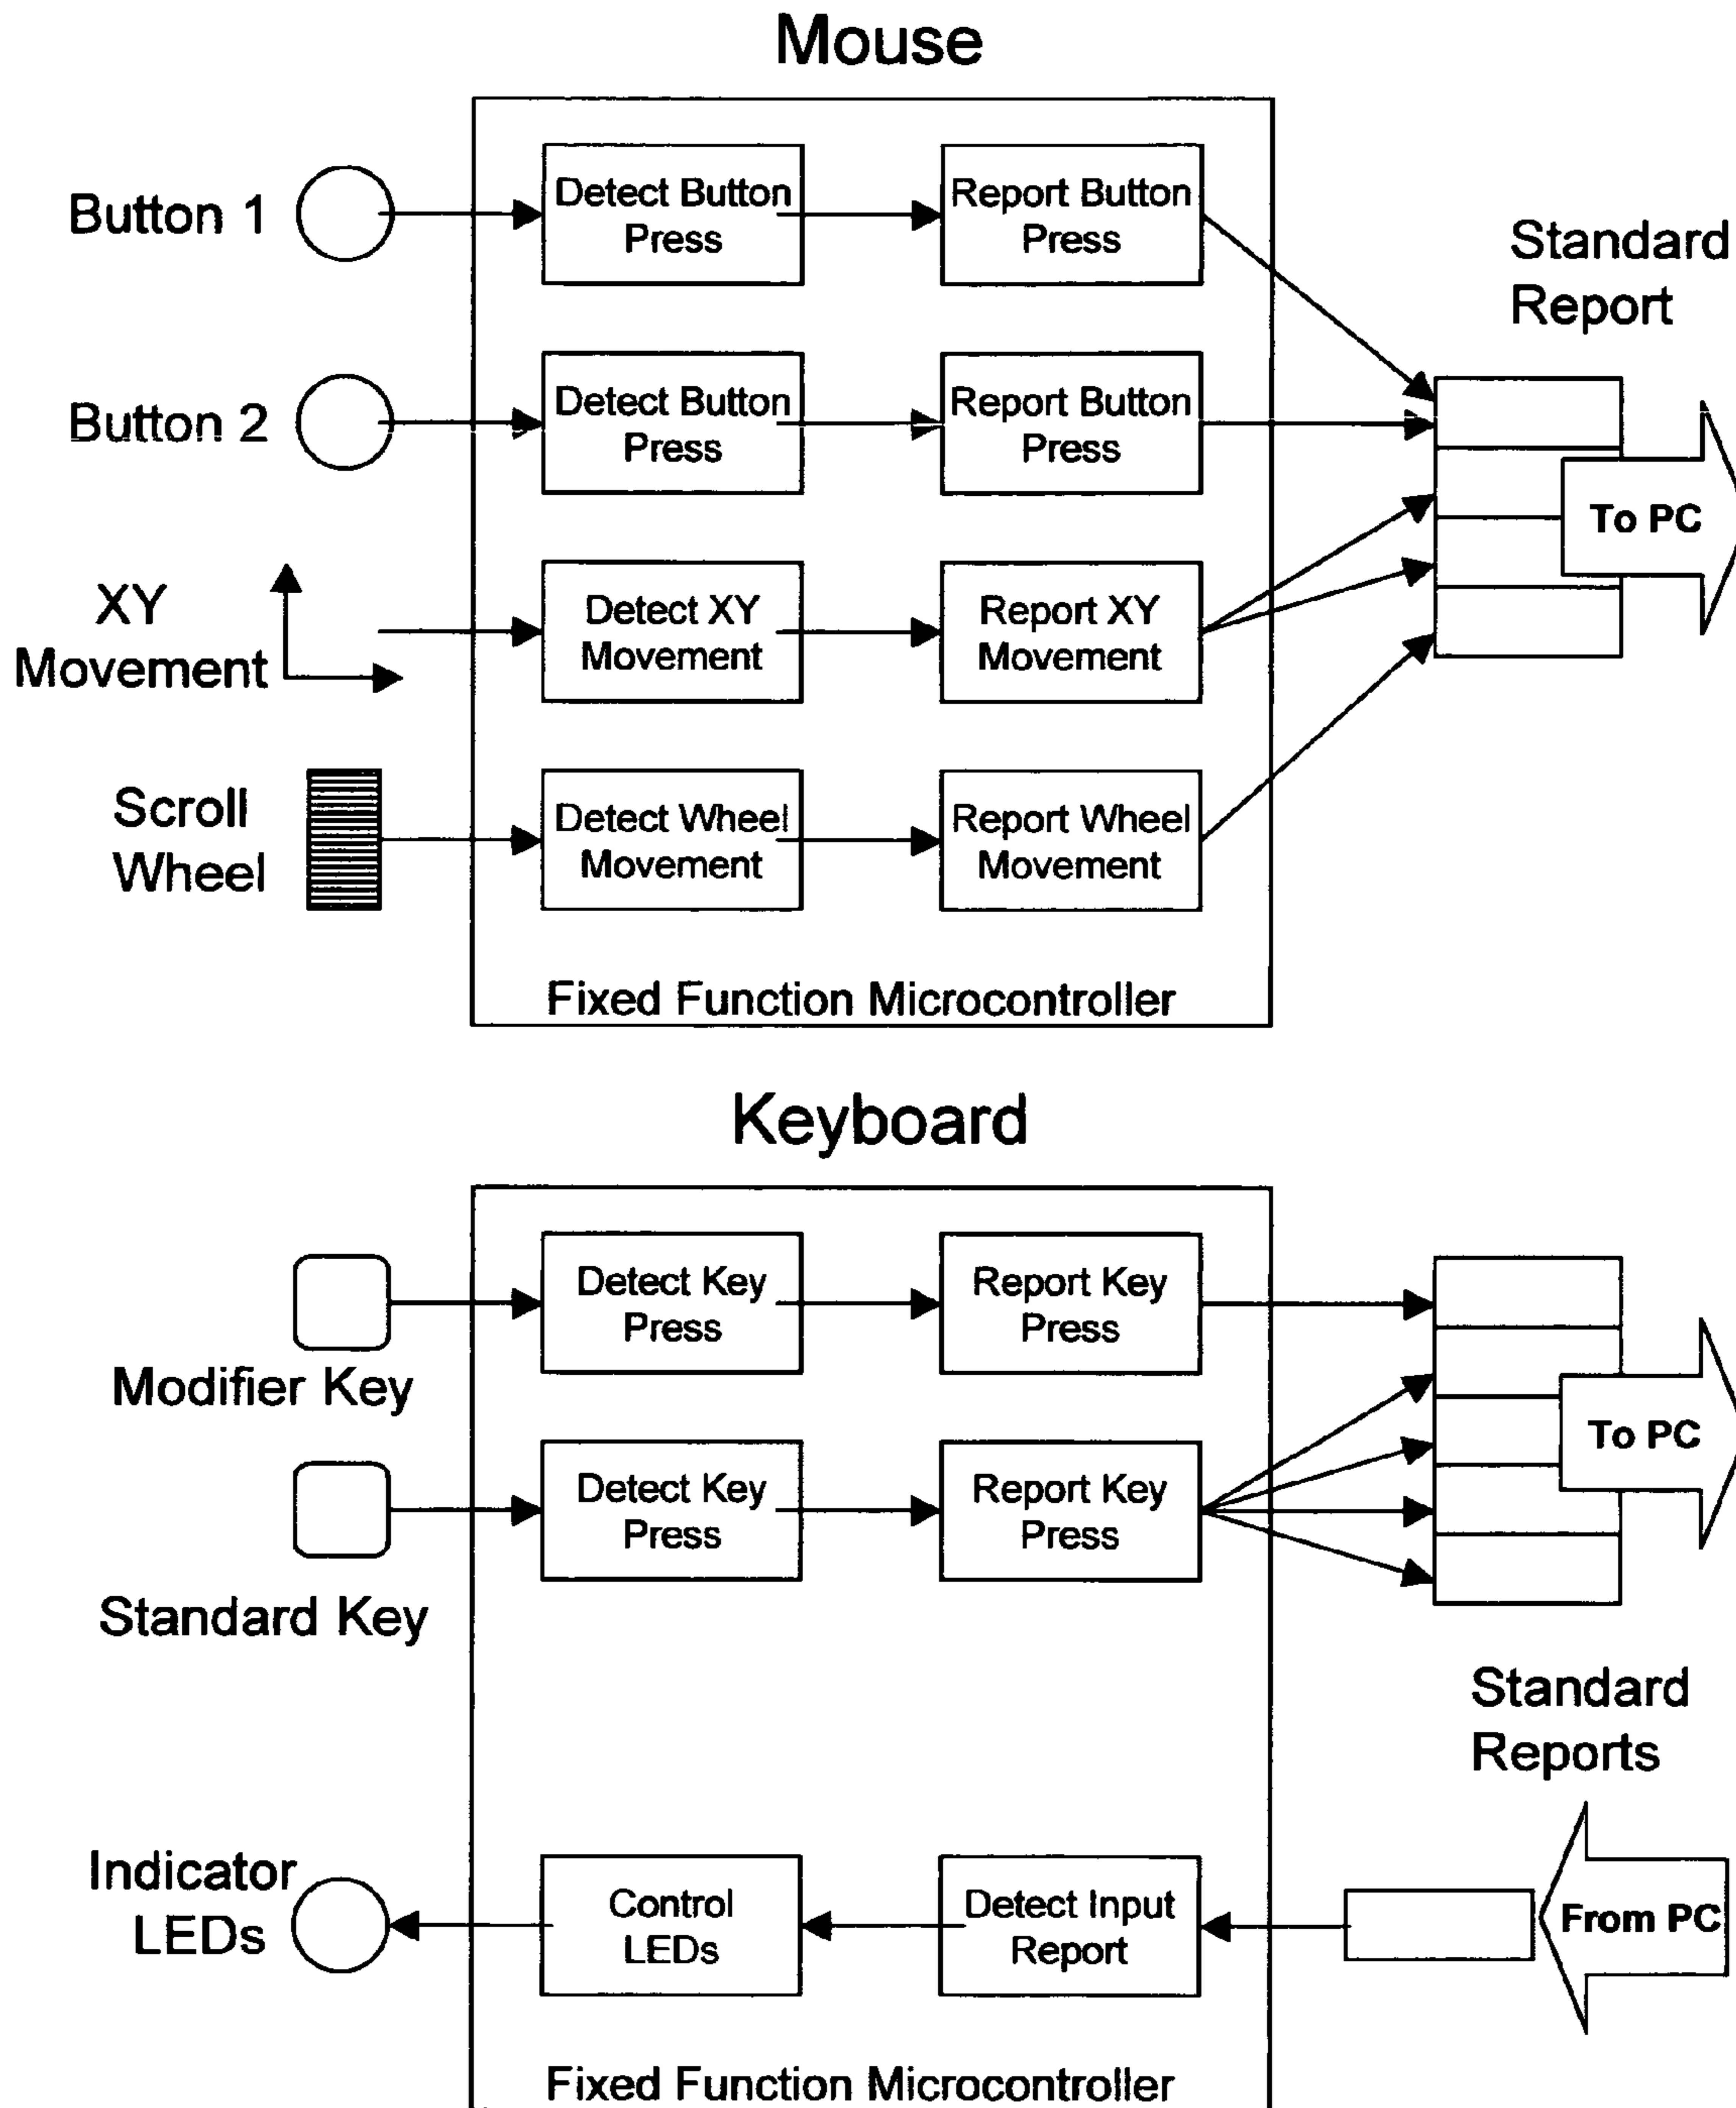 Mouse
Button 1
Detect Button
Press
Report Button
Press
Standard
Report
Button 2
Detect Button
Press
Report Button
Press
To PC
XY
Movement
Detect XY
Movement
Report XY
Movement
Scroll
Wheel
Detect Wheel
Movement
Report Wheel
Movement
Fixed Function Microcontroller
Keyboard
Modifier Key
Detect Key
Press
Report Key
Press
To PC
Standard Key
Detect Key
Press
Report Key
Press
Standard
Reports
Indicator
LEDs
Control
LEDs
Detect Input
Report
From PC
Fixed Function Microcontroller